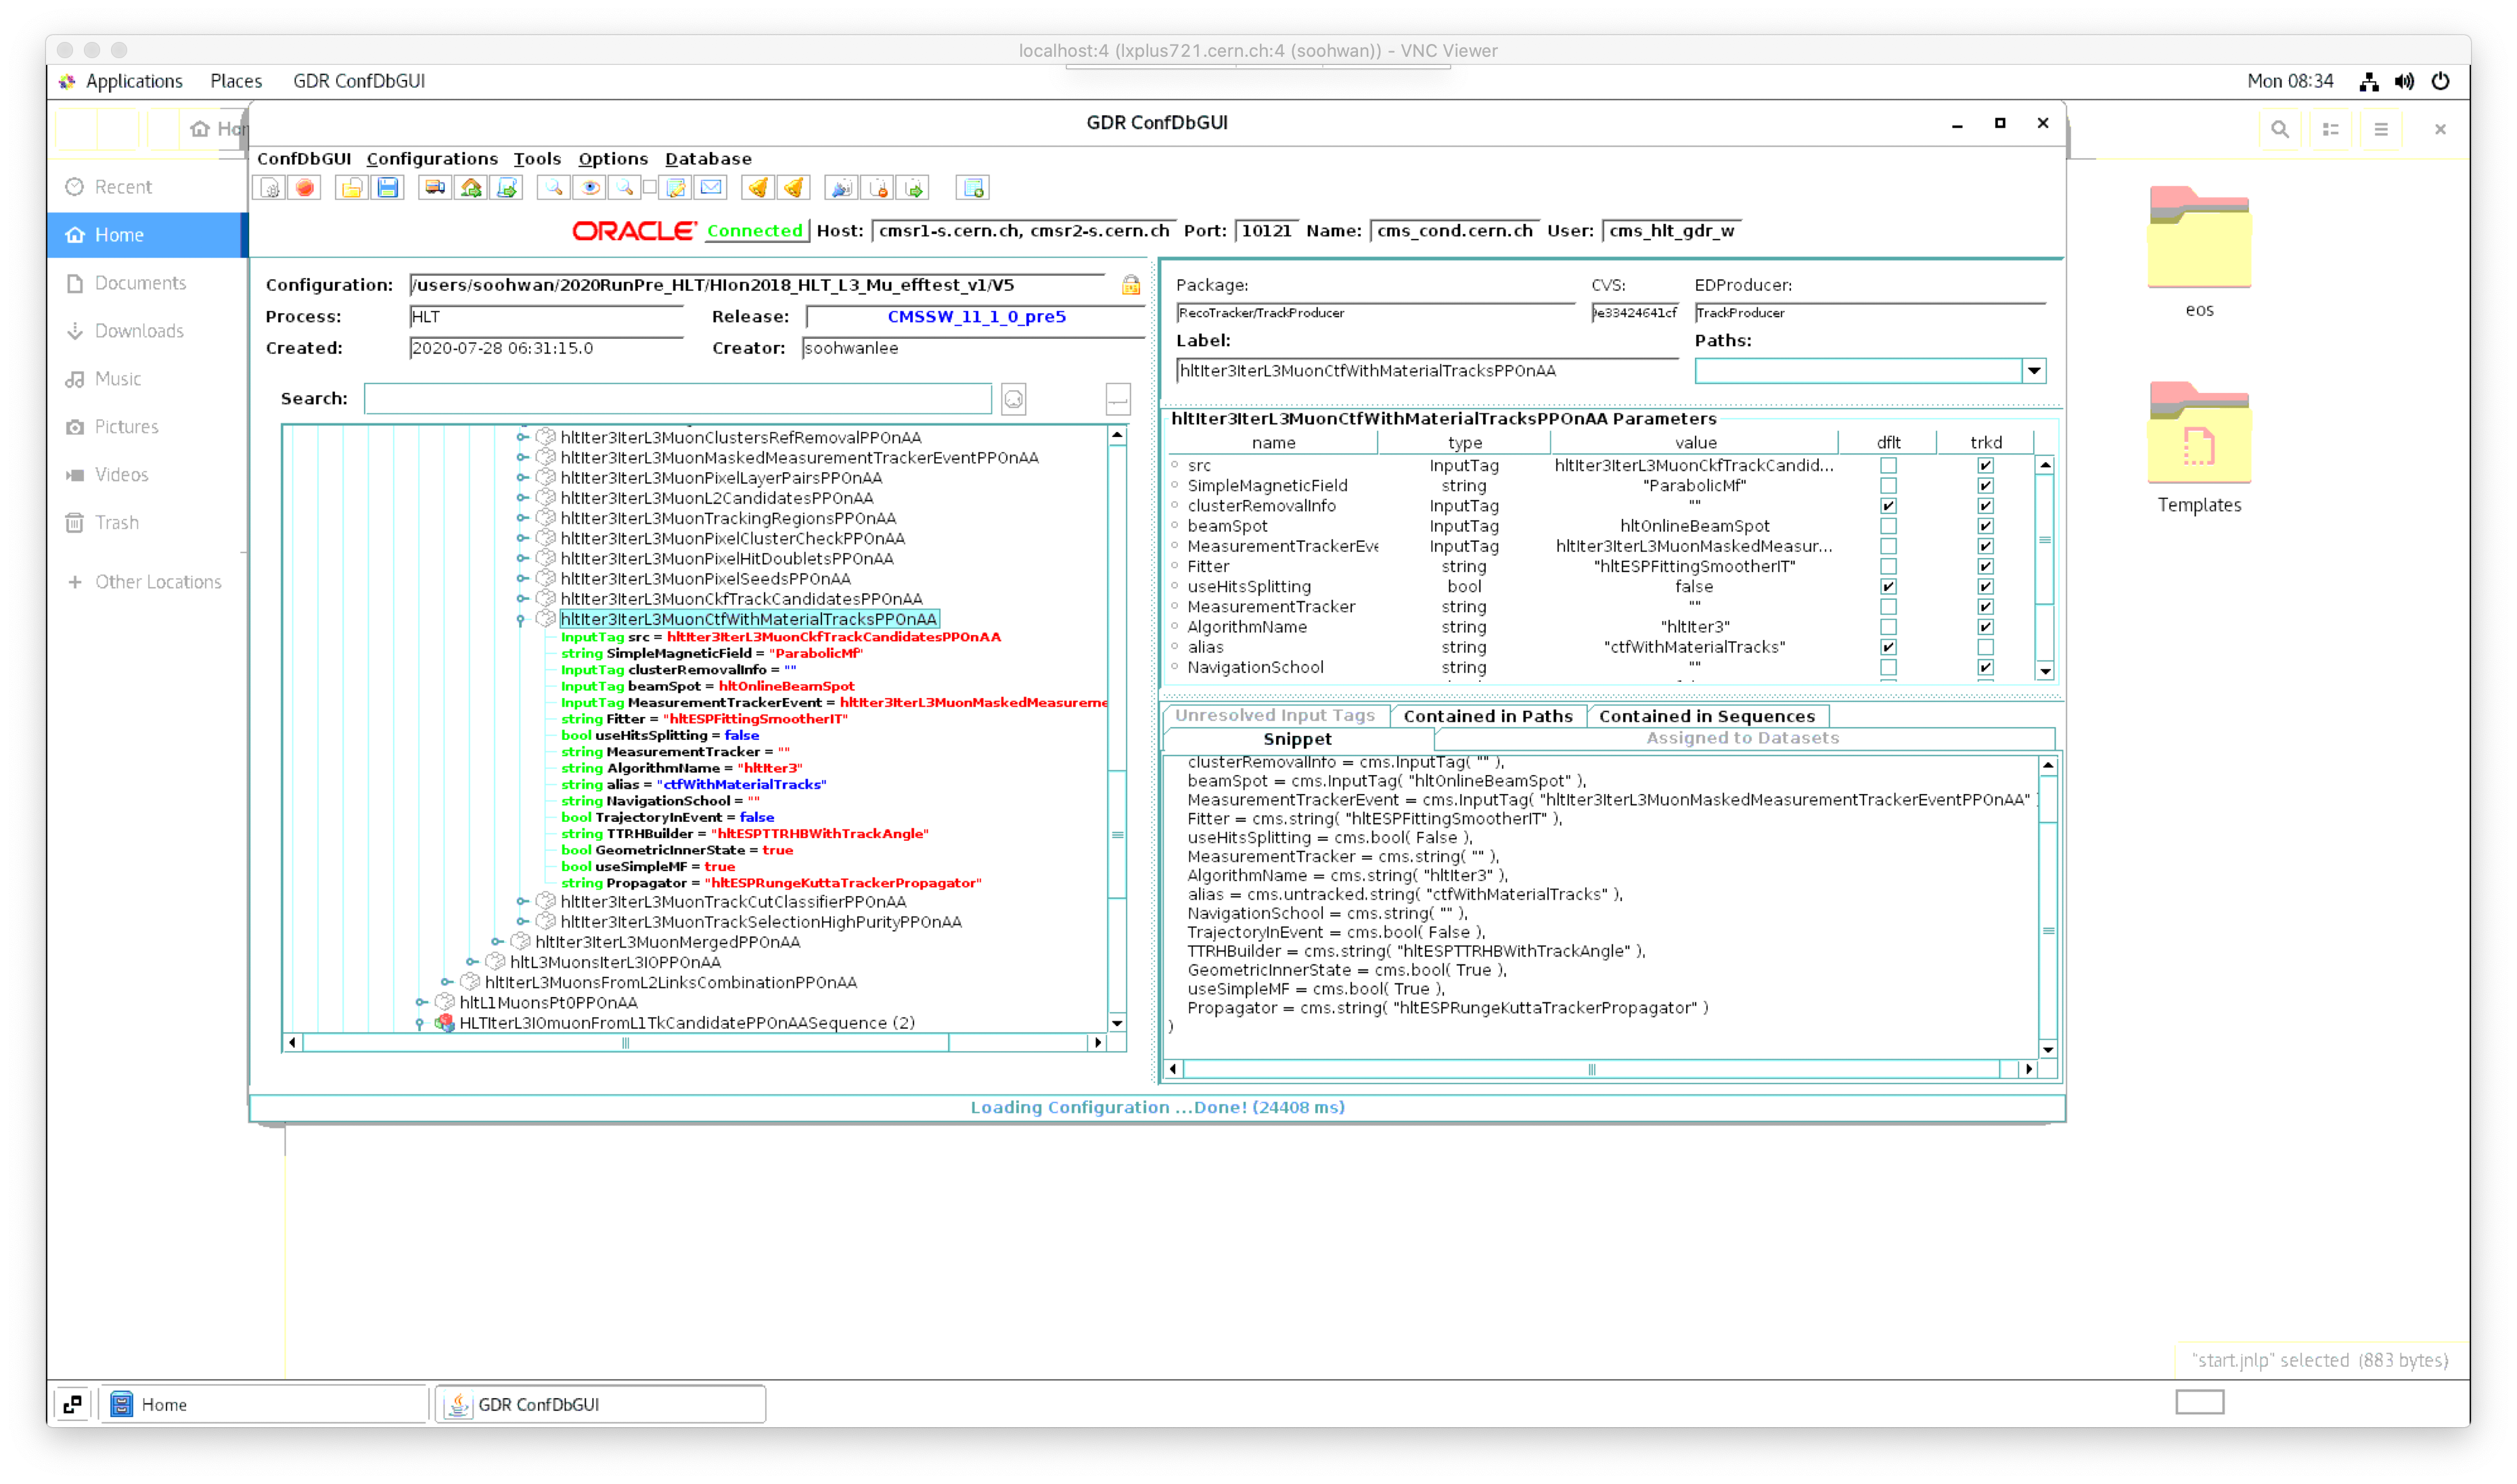 localhost:4 (lxplus721.cern.ch:4 (soohwan)) - VNC Viewer
Applications Places GDR ConfDbGUI Mon 08:34
GDR ConfDbGUI
ConfDbGUI Configurations Tools Options Database
ORACLE Connected Host: cmsr1-s.cern.ch, cmsr2-s.cern.ch Port: 10121 Name: cms_cond.cern.ch User: cms_hlt_gdr_w
Recent
Home
Documents
Downloads
Music
Pictures
Videos
Trash
+ Other Locations
Configuration: /users/soohwan/2020RunPre_HLT/HIon2018_HLT_L3_Mu_efftest_v1/V5
Process: HLT Release: CMSSW_11_1_0_pre5
Created: 2020-07-28 06:31:15.0 Creator: soohwanlee
Search:
hltIter3IterL3MuonClustersRefRemovalPPOnAA
hltIter3IterL3MuonMaskedMeasurementTrackerEventPPOnAA
hltIter3IterL3MuonPixelLayerPairsPPOnAA
hltIter3IterL3MuonL2CandidatesPPOnAA
hltIter3IterL3MuonTrackingRegionsPPOnAA
hltIter3IterL3MuonPixelClusterCheckPPOnAA
hltIter3IterL3MuonPixelHitDoubletsPPOnAA
hltIter3IterL3MuonPixelSeedsPPOnAA
hltIter3IterL3MuonCkfTrackCandidatesPPOnAA
hltIter3IterL3MuonCtfWithMaterialTracksPPOnAA
InputTag src = hltIter3IterL3MuonCkfTrackCandidatesPPOnAA
string SimpleMagneticField = "ParabolicMf"
InputTag clusterRemovalInfo = ""
InputTag beamSpot = hltOnlineBeamSpot
InputTag MeasurementTrackerEvent = hltIter3IterL3MuonMaskedMeasureme
string Fitter = "hltESPFittingSmootherIT"
bool useHitsSplitting = false
string MeasurementTracker = ""
string AlgorithmName = "hltIter3"
string alias = "ctfWithMaterialTracks"
string NavigationSchool = ""
bool TrajectoryInEvent = false
string TTRHBuilder = "hltESPTTRHBWithTrackAngle"
bool GeometricInnerState = true
bool useSimpleMF = true
string Propagator = "hltESPRungeKuttaTrackerPropagator"
hltIter3IterL3MuonTrackCutClassifierPPOnAA
hltIter3IterL3MuonTrackSelectionHighPurityPPOnAA
hltIter3IterL3MuonMergedPPOnAA
hltL3MuonsIterL3IOPPOnAA
hltIterL3MuonsFromL2LinksCombinationPPOnAA
hltL1MuonsPt0PPOnAA
HLTIterL3IOmuonFromL1TkCandidatePPOnAASequence (2)
Package: CVS: EDProducer:
RecoTracker/TrackProducer e33424641cf TrackProducer
Label: Paths:
hltIter3IterL3MuonCtfWithMaterialTracksPPOnAA
hltIter3IterL3MuonCtfWithMaterialTracksPPOnAA Parameters
name type value dflt trkd
src InputTag hltIter3IterL3MuonCkfTrackCandid...
SimpleMagneticField string "ParabolicMf"
clusterRemovalInfo InputTag ""
beamSpot InputTag hltOnlineBeamSpot
MeasurementTrackerEve InputTag hltIter3IterL3MuonMaskedMeasur...
Fitter string "hltESPFittingSmootherIT"
useHitsSplitting bool false
MeasurementTracker string ""
AlgorithmName string "hltIter3"
alias string "ctfWithMaterialTracks"
NavigationSchool string ""
Unresolved Input Tags Contained in Paths Contained in Sequences
Snippet Assigned to Datasets
clusterRemovalInfo = cms.InputTag( "" ),
beamSpot = cms.InputTag( "hltOnlineBeamSpot" ),
MeasurementTrackerEvent = cms.InputTag( "hltIter3IterL3MuonMaskedMeasurementTrackerEventPPOnAA"
Fitter = cms.string( "hltESPFittingSmootherIT" ),
useHitsSplitting = cms.bool( False ),
MeasurementTracker = cms.string( "" ),
AlgorithmName = cms.string( "hltIter3" ),
alias = cms.untracked.string( "ctfWithMaterialTracks" ),
NavigationSchool = cms.string( "" ),
TrajectoryInEvent = cms.bool( False ),
TTRHBuilder = cms.string( "hltESPTTRHBWithTrackAngle" ),
GeometricInnerState = cms.bool( True ),
useSimpleMF = cms.bool( True ),
Propagator = cms.string( "hltESPRungeKuttaTrackerPropagator" )
)
Loading Configuration ...Done! (24408 ms)
eos
Templates
"start.jnlp" selected (883 bytes)
Home GDR ConfDbGUI